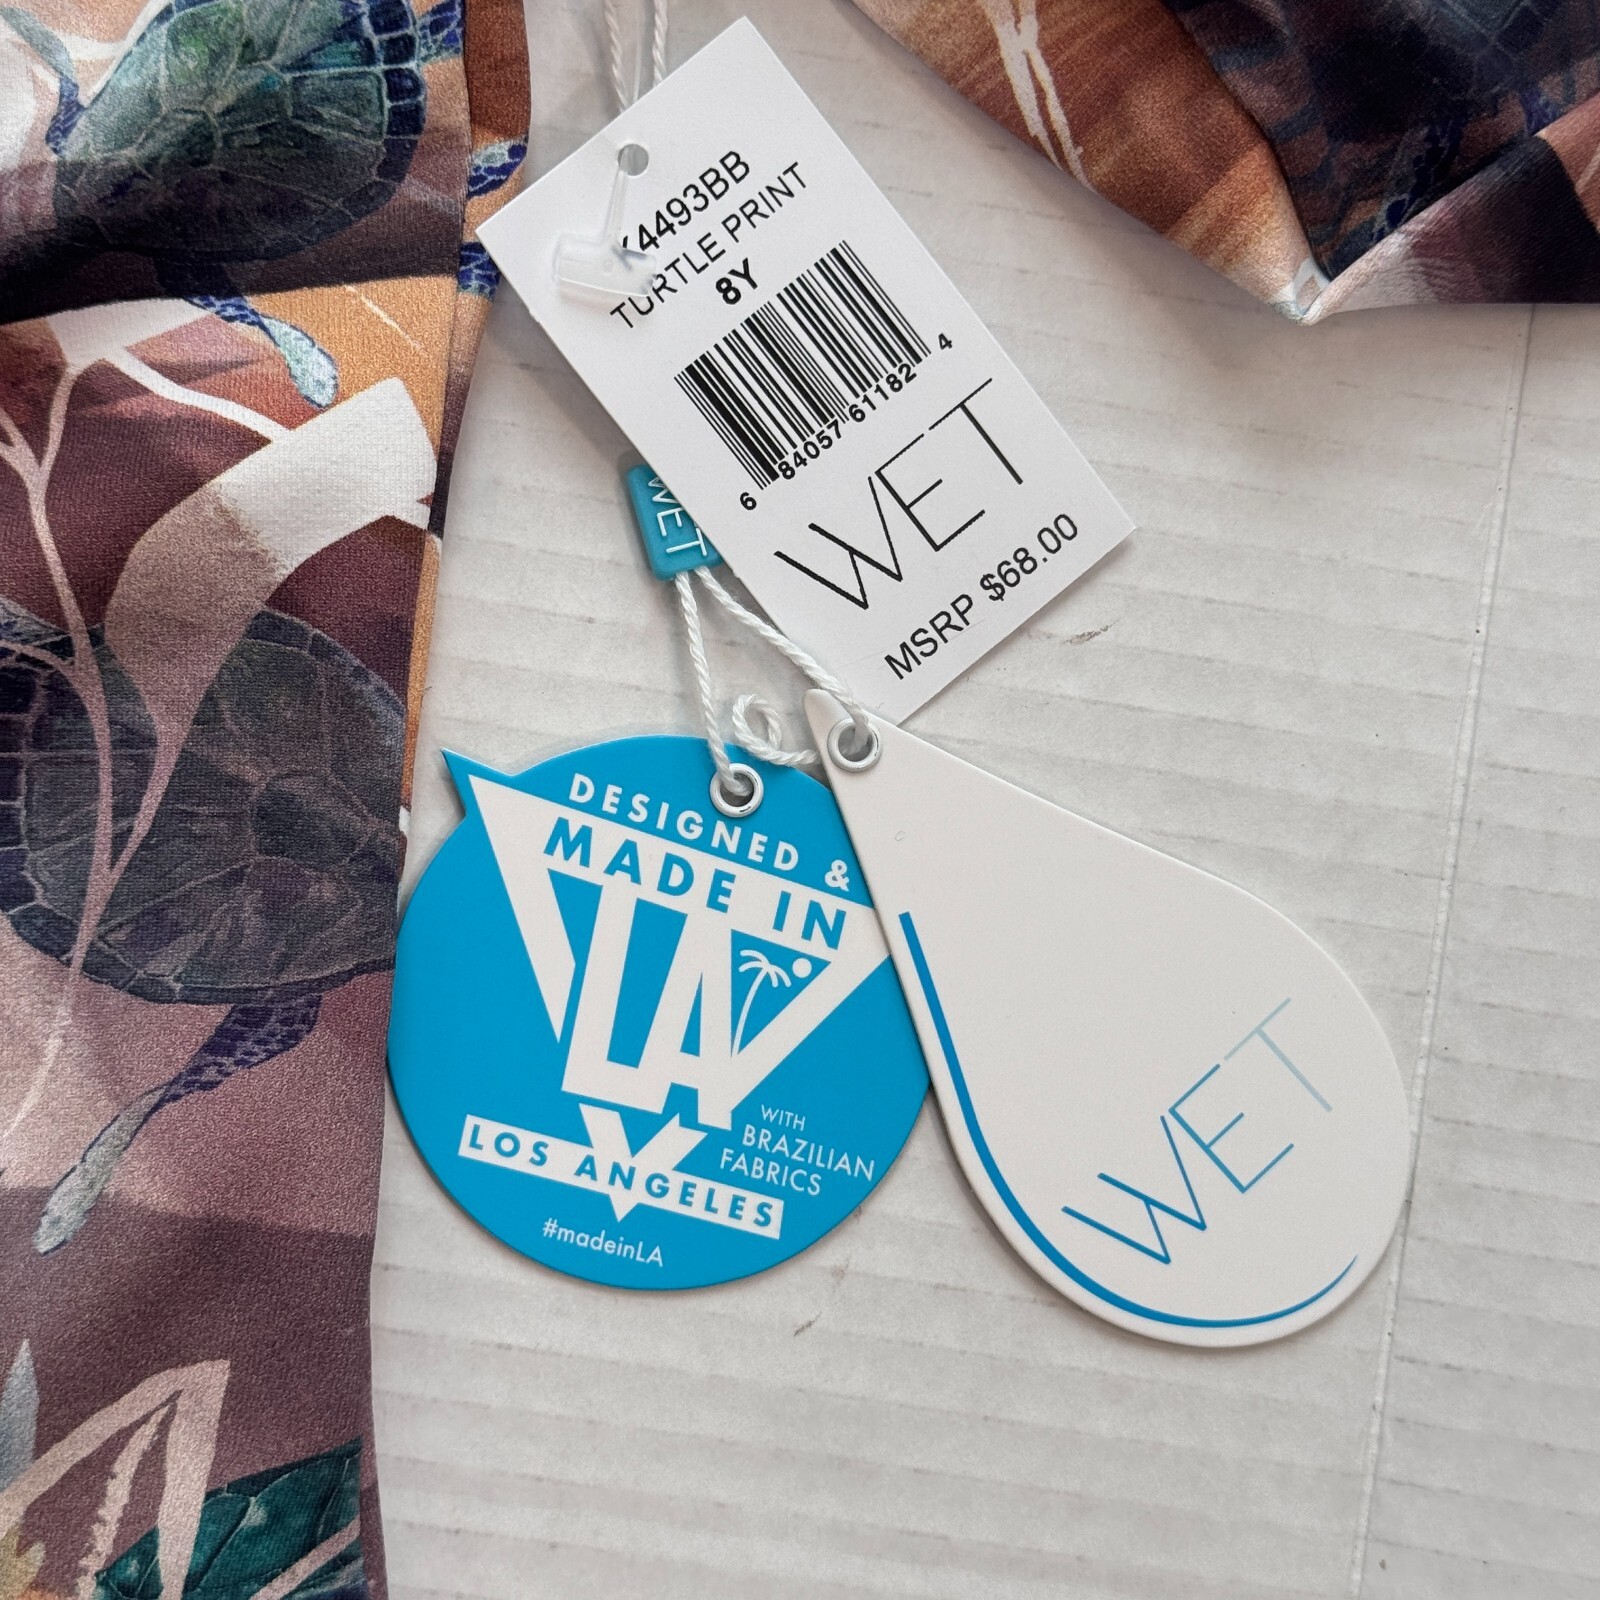 4493BB
TURTLE PRINT
8Y
6 84057 61182 4
WET
MSRP $68.00
WET
DESIGNED &
MADE IN
LA
LOS ANGELES
WITH
BRAZILIAN
FABRICS
#madeinLA
WET